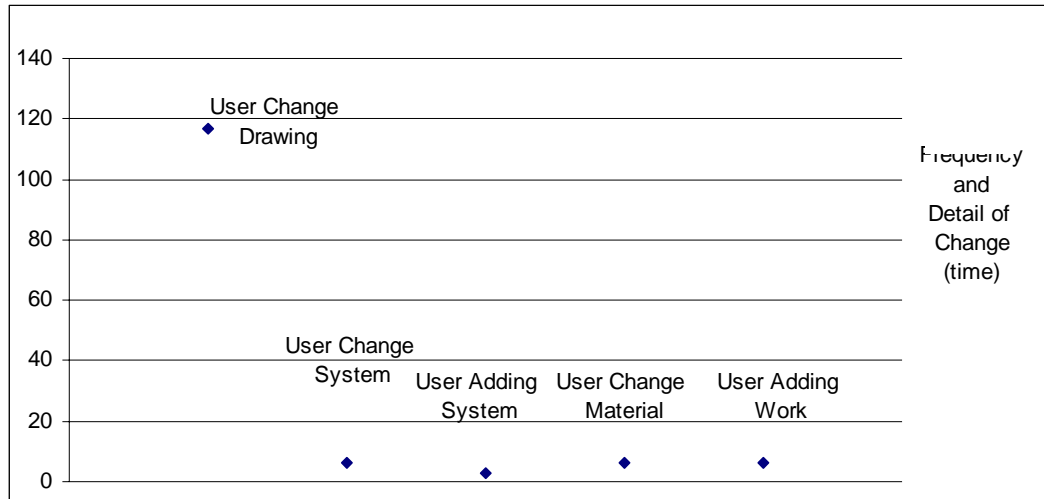 140
120
100
80
60
40
20
0
User Change
Drawing
User Change
System
User Adding
System
User Change
Material
User Adding
Work
Frequency
and
Detail of
Change
(time)